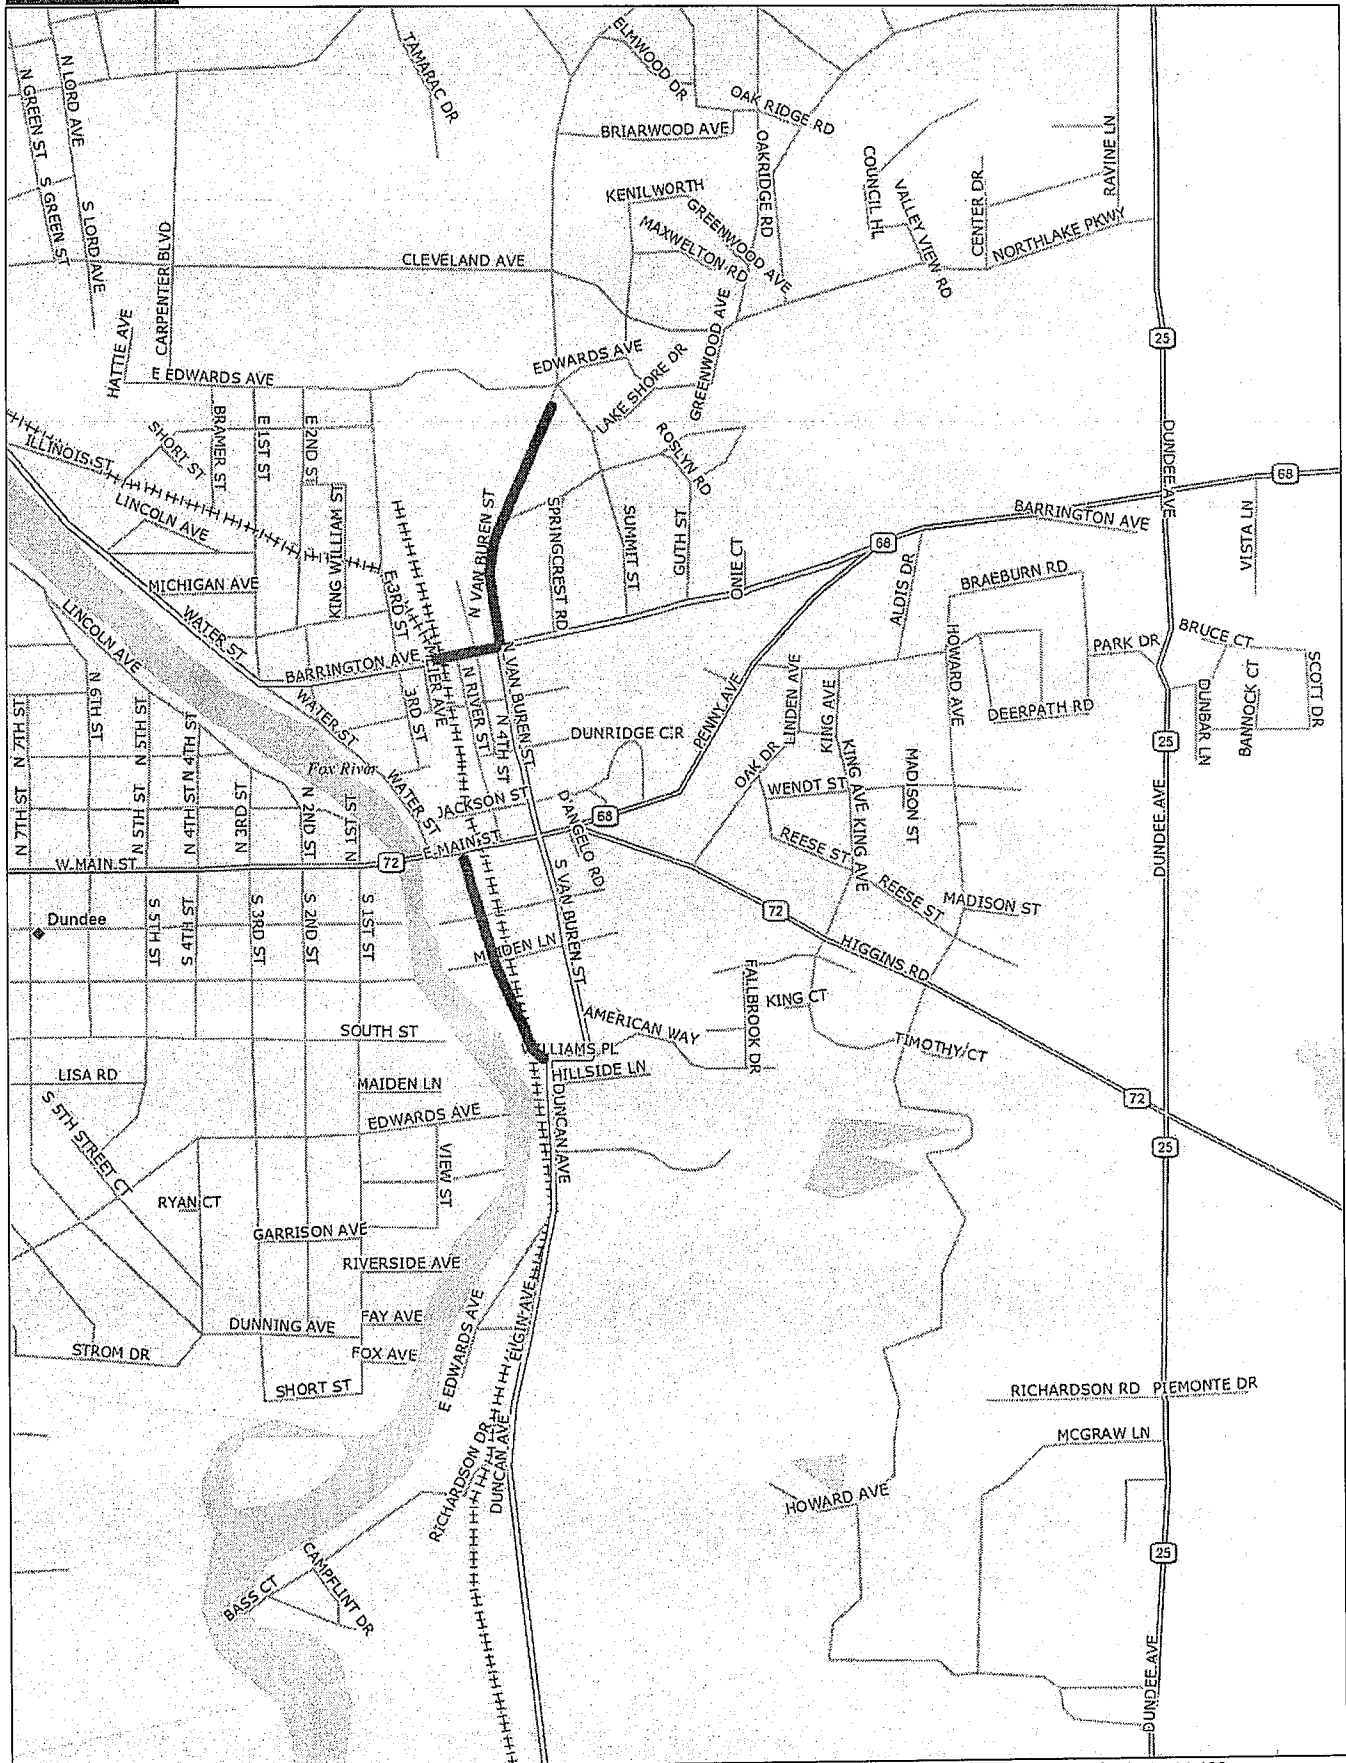 ELMWOOD DR
TAMARAC DR
N LORD AVE
N GREEN ST
OAK RIDGE RD
BRIARWOOD AVE
OAKRIDGE RD
COUNCIL HL
RAVINE LN
S GREEN ST
S LORD AVE
KENILWORTH
GREENWOOD AVE
MAXWELTON RD
VALLEY VIEW RD
CENTER DR
NORTHLAKE PKWY
CARPENTER BLVD
CLEVELAND AVE
HATTIE AVE
GREENWOOD AVE
25
EDWARDS AVE
LAKE SHORE DR
E EDWARDS AVE
BRAMER ST
E 1ST ST
E 2ND ST
SHORT ST
ILLINOIS ST
ROSLYN RD
DUNDEE AVE
68
LINCOLN AVE
KING WILLIAM ST
N VAN BUREN ST
SPRINGCREST RD
SUMMIT ST
GUTH ST
ONIE CT
BARRINGTON AVE
68
VISTA LN
ALDIS DR
BRAEBURN RD
MICHIGAN AVE
E 3RD ST
LINCOLN AVE
WATER ST
HOWARD AVE
PARK DR
BRUCE CT
SCOTT DR
BARRINGTON AVE
N VAN BUREN ST
N 6TH ST
WATER ST
3RD ST
N RIVER ST
N 4TH ST
PENNY AVE
LINDEN AVE
KING AVE
DEERPATH RD
DUNBAR LN
BANNOCK CT
N 7TH ST
N 5TH ST
N 4TH ST
DUNRIDGE CIR
25
Fox River
OAK DR
KING AVE
MADISON ST
WATER ST
JACKSON ST
WENDT ST
N 7TH ST
N 5TH ST
N 4TH ST
N 3RD ST
N 2ND ST
N 1ST ST
D'ANGELO RD
68
DUNDEE AVE
E MAIN ST
REESE ST
KING AVE
W MAIN ST
72
S VAN BUREN ST
REESE ST
MADISON ST
Dundee
S 5TH ST
S 4TH ST
S 3RD ST
S 2ND ST
S 1ST ST
72
HIGGINS RD
MAIDEN LN
FALLBROOK DR
KING CT
SOUTH ST
AMERICAN WAY
TIMOTHY CT
WILLIAMS PL
LISA RD
MAIDEN LN
HILLSIDE LN
72
S 5TH STREET CT
EDWARDS AVE
DUNCAN AVE
25
VIEW ST
RYAN CT
GARRISON AVE
RIVERSIDE AVE
E EDWARDS AVE
ELGIN AVE
DUNNING AVE
FAY AVE
STROM DR
FOX AVE
SHORT ST
RICHARDSON RD
PIEMONTE DR
MCGRAW LN
RICHARDSON DR
DUNCAN AVE
HOWARD AVE
25
CAMPFLINT DR
BASS CT
DUNDEE AVE